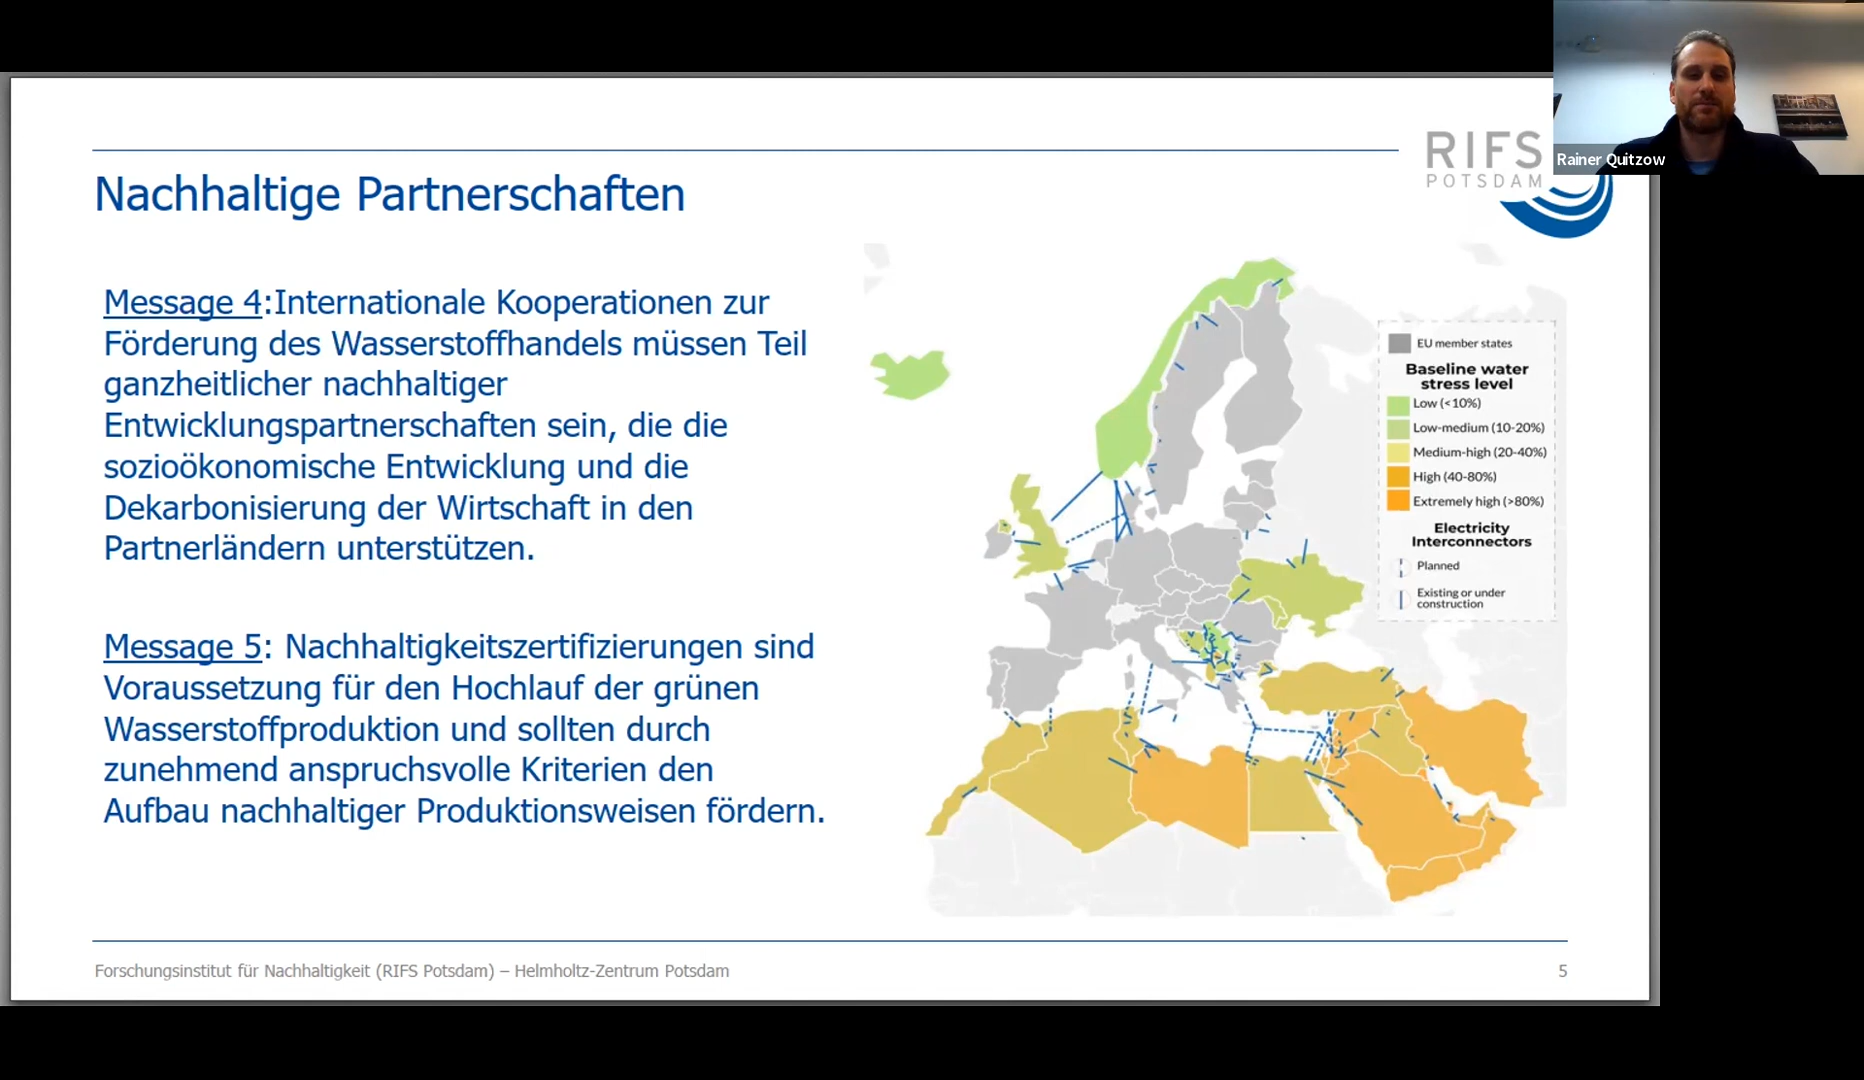 Rainer Quitzow
RIFS
POTSDAM
Nachhaltige Partnerschaften
Message 4:Internationale Kooperationen zur
Förderung des Wasserstoffhandels müssen Teil
ganzheitlicher nachhaltiger
Entwicklungspartnerschaften sein, die die
sozioökonomische Entwicklung und die
Dekarbonisierung der Wirtschaft in den
Partnerländern unterstützen.
Message 5: Nachhaltigkeitszertifizierungen sind
Voraussetzung für den Hochlauf der grünen
Wasserstoffproduktion und sollten durch
zunehmend anspruchsvolle Kriterien den
Aufbau nachhaltiger Produktionsweisen fördern.
EU member states
Baseline water
stress level
Low (<10%)
Low-medium (10-20%)
Medium-high (20-40%)
High (40-80%)
Extremely high (>80%)
Electricity
Interconnectors
Planned
Existing or under
construction
Forschungsinstitut für Nachhaltigkeit (RIFS Potsdam) – Helmholtz-Zentrum Potsdam
5